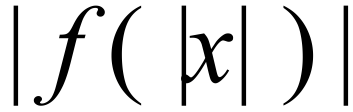 | f ( |x| ) |